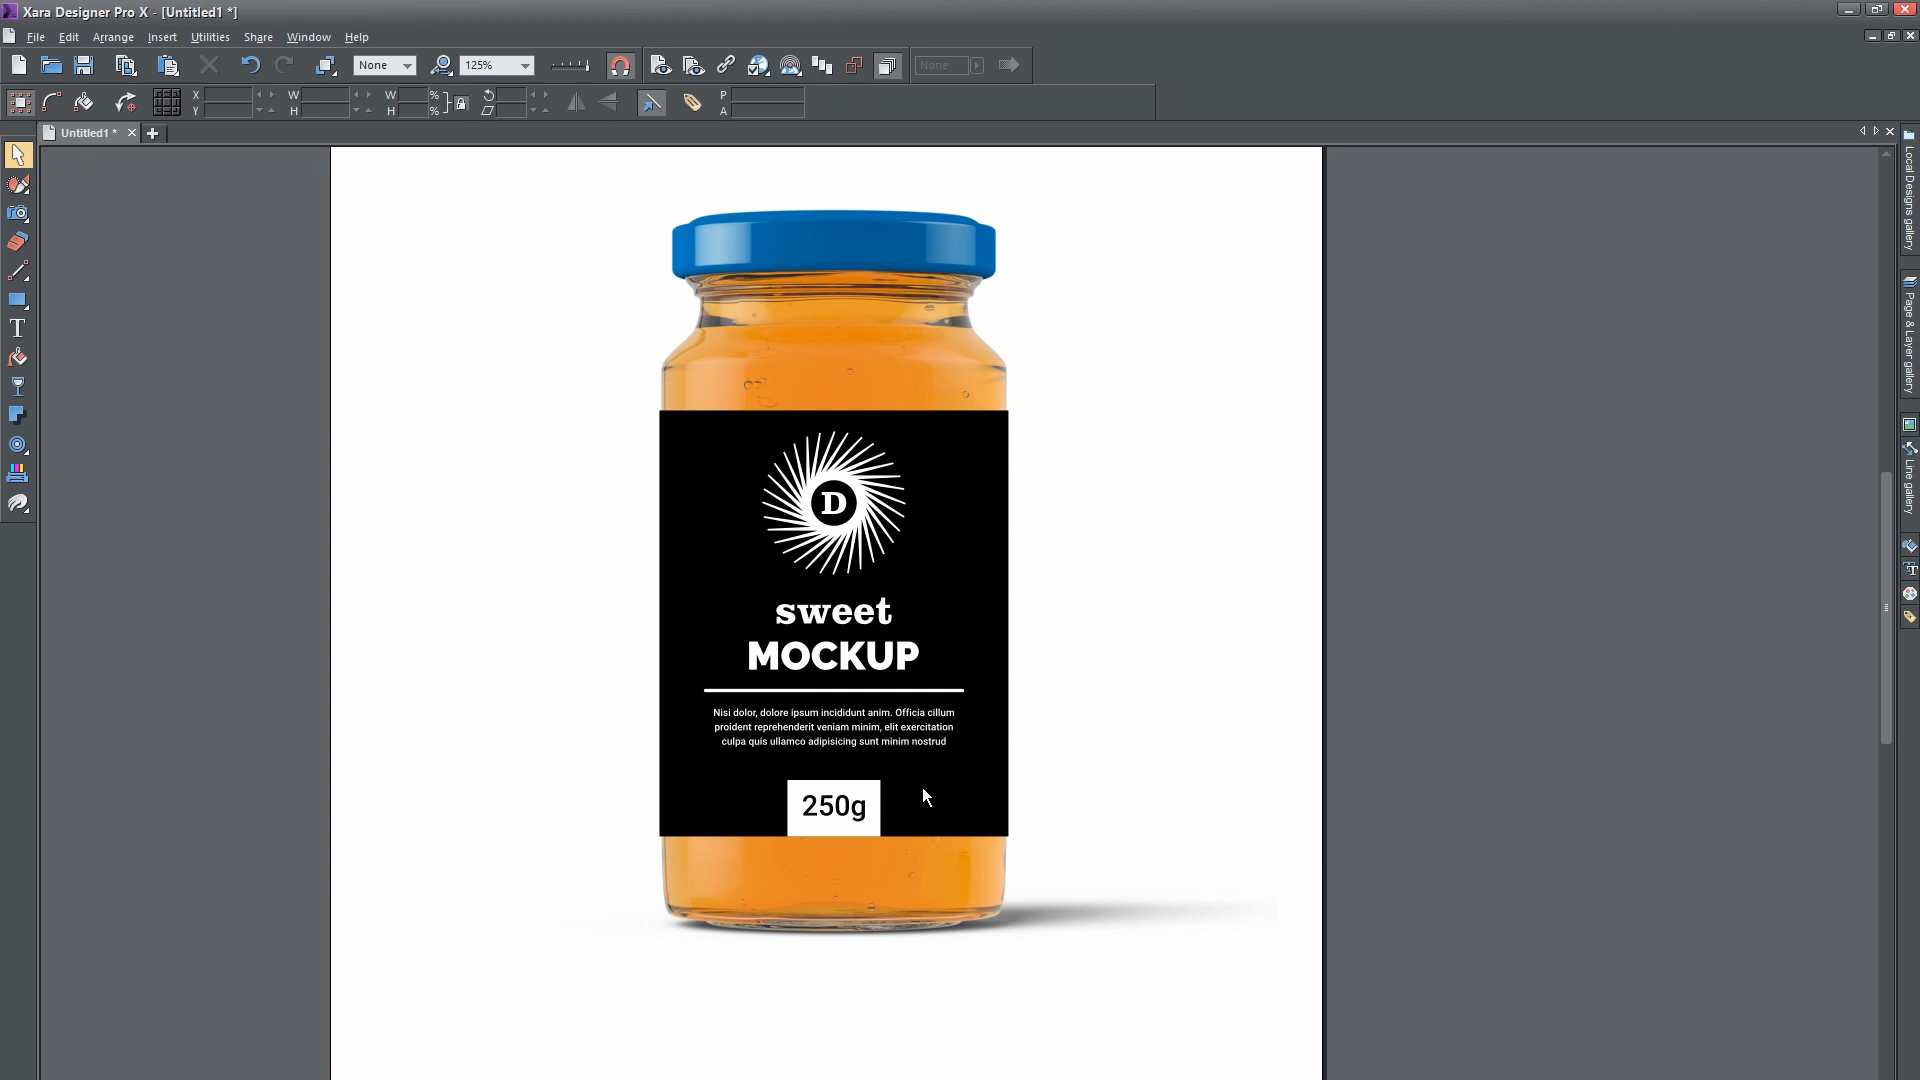 Xara Designer Pro X - [Untitled1 *]
File Edit Arrange Insert Utilities Share Window Help
None 125% None
X W W % P
Y H H % A
Untitled1 *
T
Local Designs gallery
Page & Layer gallery
Line gallery
D
sweet
MOCKUP
Nisi dolor, dolore ipsum incididunt anim. Officia cillum
proident reprehenderit veniam minim, elit exercitation
culpa quis ullamco adipisicing sunt minim nostrud
250g